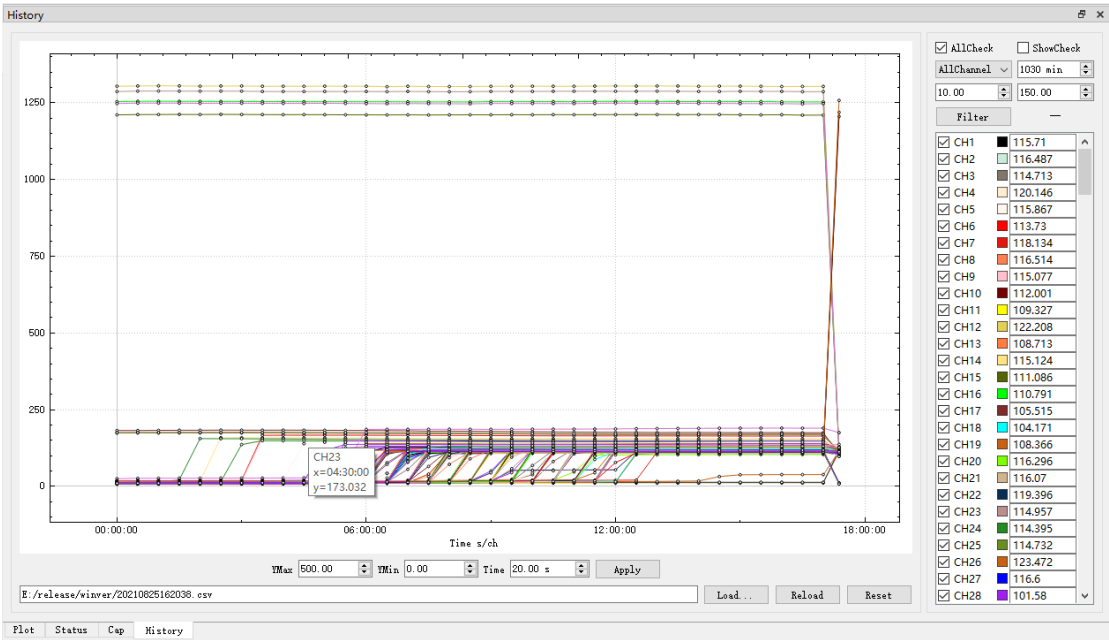 History
AllCheck ShowCheck
AllChannel 1030 min
10.00 150.00
Filter —
CH1 115.71
CH2 116.487
CH3 114.713
CH4 120.146
CH5 115.867
CH6 113.73
CH7 118.134
CH8 116.514
CH9 115.077
CH10 112.001
CH11 109.327
CH12 122.208
CH13 108.713
CH14 115.124
CH15 111.086
CH16 110.791
CH17 105.515
CH18 104.171
CH19 108.366
CH20 116.296
CH21 116.07
CH22 119.396
CH23 114.957
CH24 114.395
CH25 114.732
CH26 123.472
CH27 116.6
CH28 101.58
1250
1000
750
500
250
0
CH23
x=04:30:00
y=173.032
00:00:00 06:00:00 12:00:00 18:00:00
Time s/ch
YMax 500.00 YMin 0.00 Time 20.00 s Apply
E:/release/winver/20210825162038.csv Load... Reload Reset
Plot Status Cap History